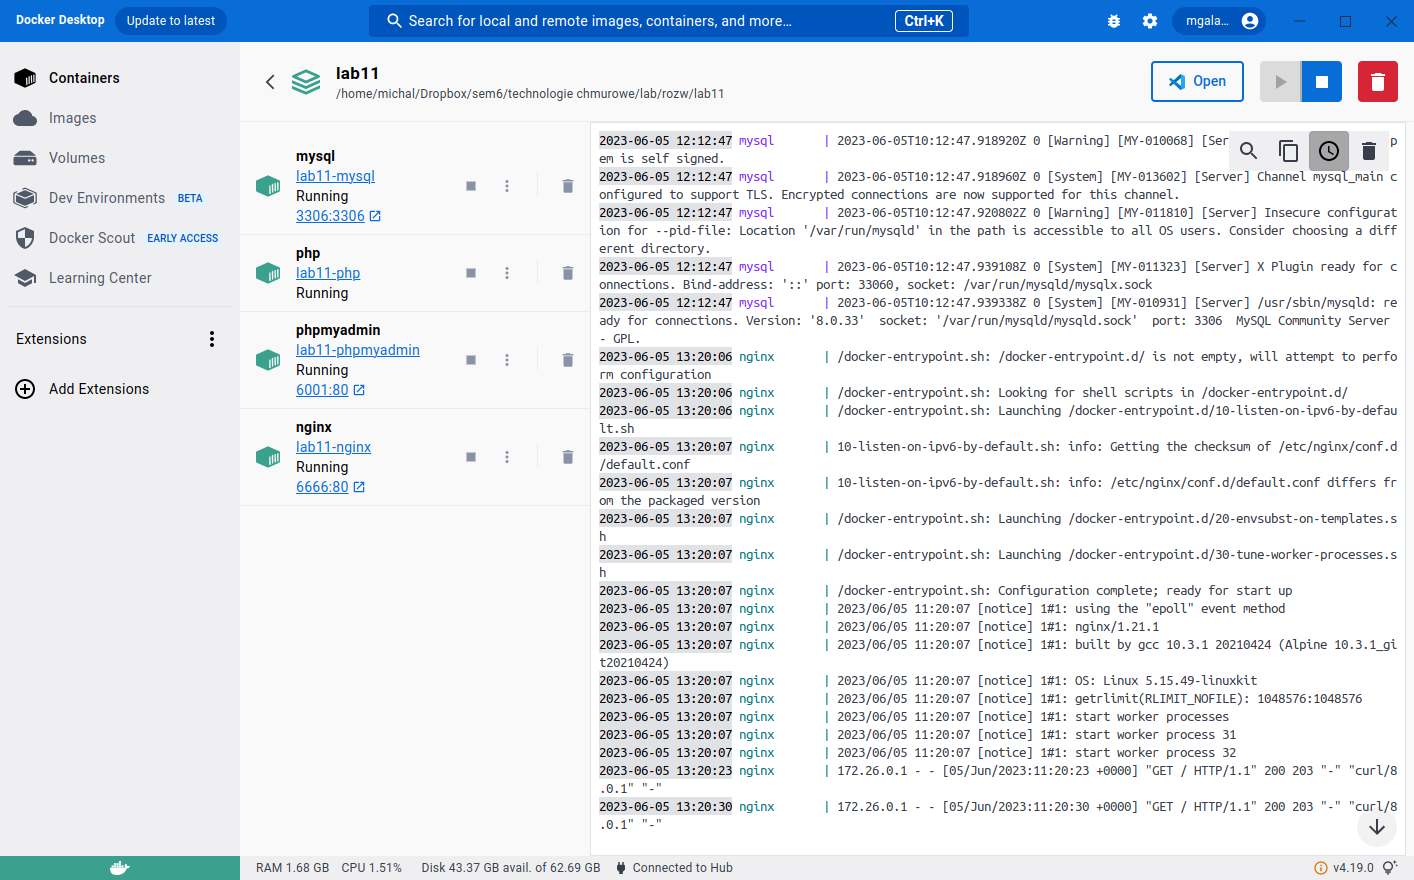 Docker Desktop
Update to latest
Search for local and remote images, containers, and more...
Ctrl+K
mgala...
Containers
Images
Volumes
Dev Environments BETA
Docker Scout EARLY ACCESS
Learning Center
Extensions
Add Extensions
lab11
/home/michal/Dropbox/sem6/technologie chmurowe/lab/rozw/lab11
Open
mysql
lab11-mysql
Running
3306:3306
php
lab11-php
Running
phpmyadmin
lab11-phpmyadmin
Running
6001:80
nginx
lab11-nginx
Running
6666:80
2023-06-05 12:12:47 mysql | 2023-06-05T10:12:47.918920Z 0 [Warning] [MY-010068] [Ser p
em is self signed.
2023-06-05 12:12:47 mysql | 2023-06-05T10:12:47.918960Z 0 [System] [MY-013602] [Server] Channel mysql_main c
onfigured to support TLS. Encrypted connections are now supported for this channel.
2023-06-05 12:12:47 mysql | 2023-06-05T10:12:47.920802Z 0 [Warning] [MY-011810] [Server] Insecure configurat
ion for --pid-file: Location '/var/run/mysqld' in the path is accessible to all OS users. Consider choosing a diff
erent directory.
2023-06-05 12:12:47 mysql | 2023-06-05T10:12:47.939108Z 0 [System] [MY-011323] [Server] X Plugin ready for c
onnections. Bind-address: '::' port: 33060, socket: /var/run/mysqld/mysqlx.sock
2023-06-05 12:12:47 mysql | 2023-06-05T10:12:47.939338Z 0 [System] [MY-010931] [Server] /usr/sbin/mysqld: re
ady for connections. Version: '8.0.33' socket: '/var/run/mysqld/mysqld.sock' port: 3306 MySQL Community Server
- GPL.
2023-06-05 13:20:06 nginx | /docker-entrypoint.sh: /docker-entrypoint.d/ is not empty, will attempt to perfo
rm configuration
2023-06-05 13:20:06 nginx | /docker-entrypoint.sh: Looking for shell scripts in /docker-entrypoint.d/
2023-06-05 13:20:06 nginx | /docker-entrypoint.sh: Launching /docker-entrypoint.d/10-listen-on-ipv6-by-defau
lt.sh
2023-06-05 13:20:07 nginx | 10-listen-on-ipv6-by-default.sh: info: Getting the checksum of /etc/nginx/conf.d
/default.conf
2023-06-05 13:20:07 nginx | 10-listen-on-ipv6-by-default.sh: info: /etc/nginx/conf.d/default.conf differs fr
om the packaged version
2023-06-05 13:20:07 nginx | /docker-entrypoint.sh: Launching /docker-entrypoint.d/20-envsubst-on-templates.s
h
2023-06-05 13:20:07 nginx | /docker-entrypoint.sh: Launching /docker-entrypoint.d/30-tune-worker-processes.s
h
2023-06-05 13:20:07 nginx | /docker-entrypoint.sh: Configuration complete; ready for start up
2023-06-05 13:20:07 nginx | 2023/06/05 11:20:07 [notice] 1#1: using the "epoll" event method
2023-06-05 13:20:07 nginx | 2023/06/05 11:20:07 [notice] 1#1: nginx/1.21.1
2023-06-05 13:20:07 nginx | 2023/06/05 11:20:07 [notice] 1#1: built by gcc 10.3.1 20210424 (Alpine 10.3.1_gi
t20210424)
2023-06-05 13:20:07 nginx | 2023/06/05 11:20:07 [notice] 1#1: OS: Linux 5.15.49-linuxkit
2023-06-05 13:20:07 nginx | 2023/06/05 11:20:07 [notice] 1#1: getrlimit(RLIMIT_NOFILE): 1048576:1048576
2023-06-05 13:20:07 nginx | 2023/06/05 11:20:07 [notice] 1#1: start worker processes
2023-06-05 13:20:07 nginx | 2023/06/05 11:20:07 [notice] 1#1: start worker process 31
2023-06-05 13:20:07 nginx | 2023/06/05 11:20:07 [notice] 1#1: start worker process 32
2023-06-05 13:20:23 nginx | 172.26.0.1 - - [05/Jun/2023:11:20:23 +0000] "GET / HTTP/1.1" 200 203 "-" "curl/8
.0.1" "-"
2023-06-05 13:20:30 nginx | 172.26.0.1 - - [05/Jun/2023:11:20:30 +0000] "GET / HTTP/1.1" 200 203 "-" "curl/8
.0.1" "-"
RAM 1.68 GB CPU 1.51% Disk 43.37 GB avail. of 62.69 GB Connected to Hub
v4.19.0